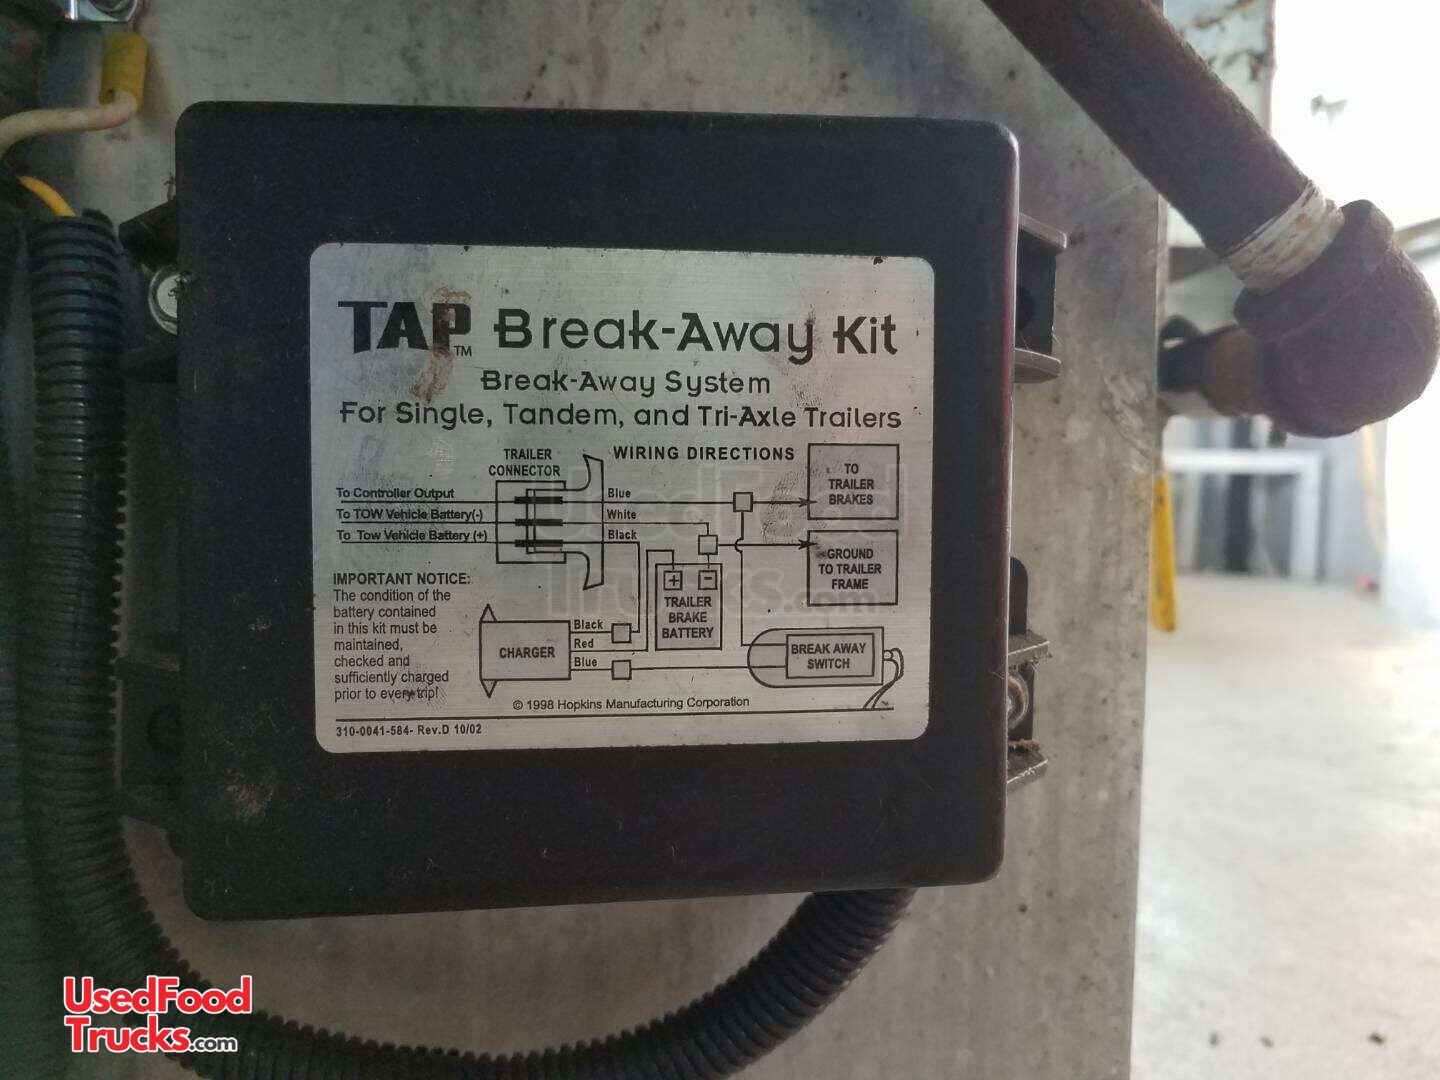 TAP™ Break-Away Kit
Break-Away System
For Single, Tandem, and Tri-Axle Trailers
WIRING DIRECTIONS
TRAILER
CONNECTOR
To Controller Output
To TOW Vehicle Battery(-)
To Tow Vehicle Battery (+)
Blue
White
Black
TO
TRAILER
BRAKES
GROUND
TO TRAILER
FRAME
+ −
TRAILER
BRAKE
BATTERY
IMPORTANT NOTICE:
The condition of the
battery contained
in this kit must be
maintained,
checked and
sufficiently charged
prior to every trip!
CHARGER
Black
Red
Blue
BREAK AWAY
SWITCH
© 1998 Hopkins Manufacturing Corporation
310-0041-584- Rev.D 10/02
UsedFood
Trucks.com
UsedFood
Trucks.com